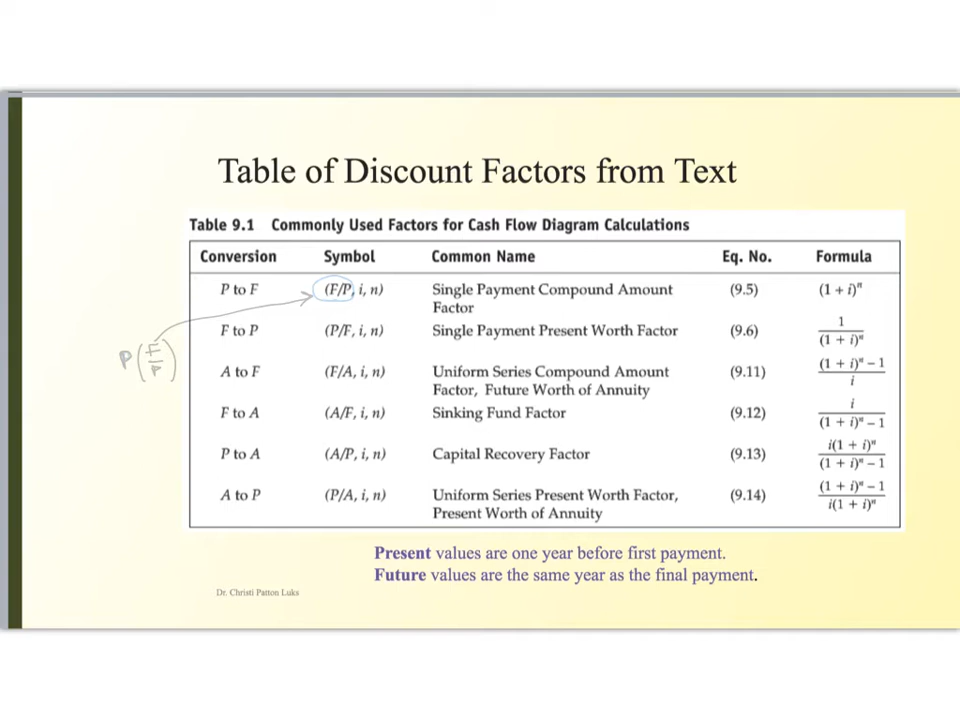 Table of Discount Factors from Text
Table 9.1 Commonly Used Factors for Cash Flow Diagram Calculations
Conversion Symbol Common Name Eq. No. Formula
P to F (F/P, i, n) Single Payment Compound Amount Factor (9.5) (1 + i)ⁿ
F to P (P/F, i, n) Single Payment Present Worth Factor (9.6) 1/(1 + i)ⁿ
P(F/P)
A to F (F/A, i, n) Uniform Series Compound Amount Factor, Future Worth of Annuity (9.11) ((1 + i)ⁿ – 1)/i
F to A (A/F, i, n) Sinking Fund Factor (9.12) i/((1 + i)ⁿ – 1)
P to A (A/P, i, n) Capital Recovery Factor (9.13) i(1 + i)ⁿ/((1 + i)ⁿ – 1)
A to P (P/A, i, n) Uniform Series Present Worth Factor, Present Worth of Annuity (9.14) ((1 + i)ⁿ – 1)/(i(1 + i)ⁿ)
Present values are one year before first payment.
Future values are the same year as the final payment.
Dr. Christi Patton Luks